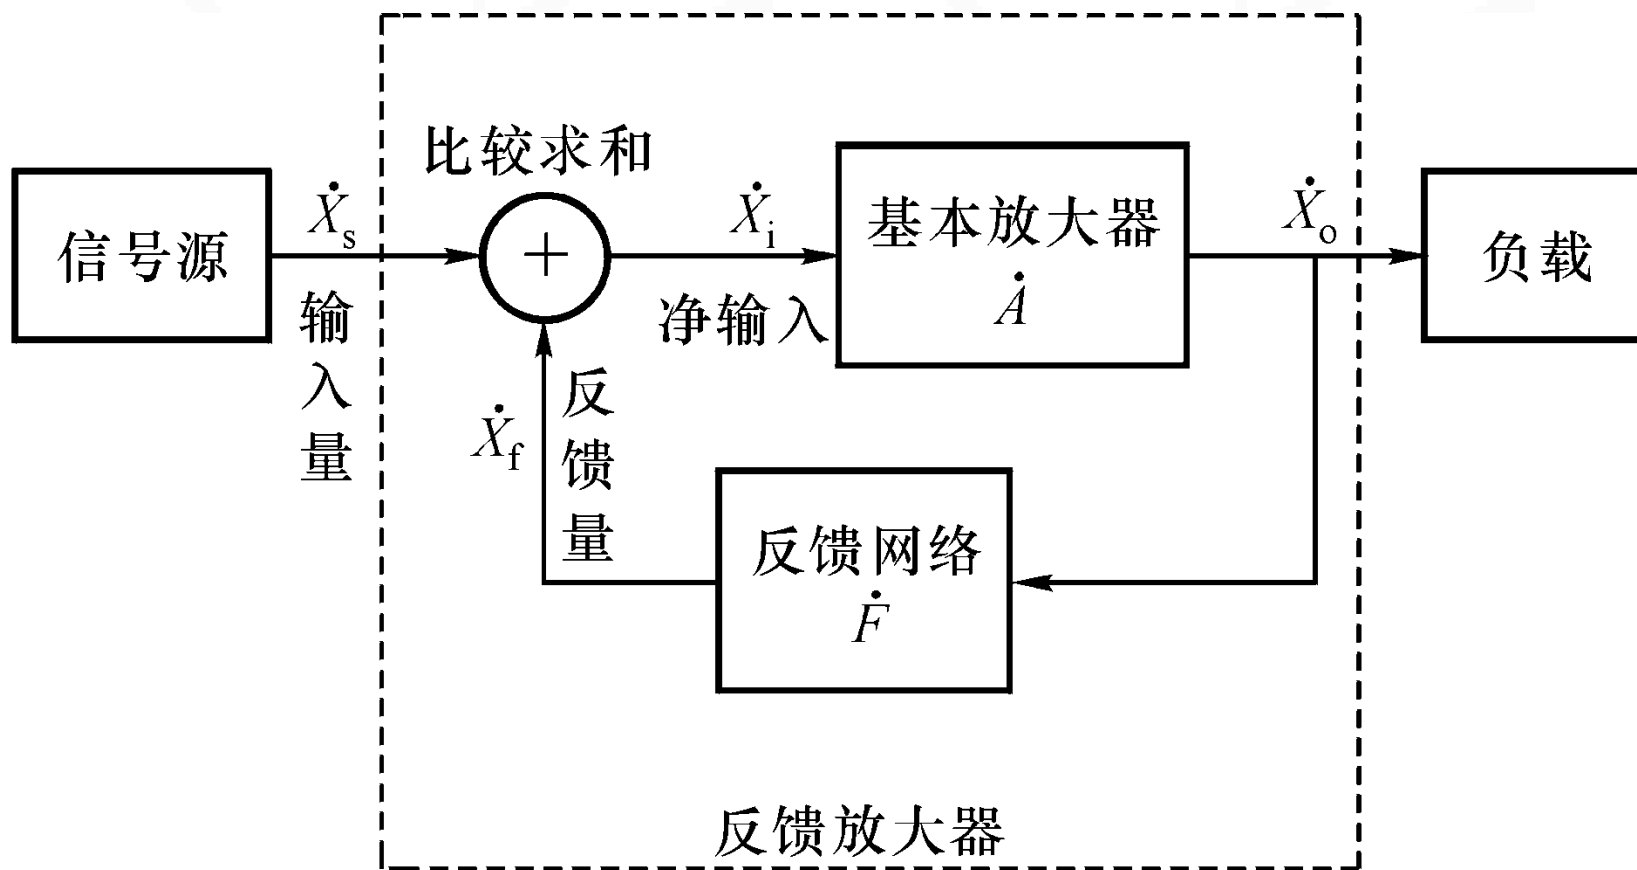 比较求和
信号源
Ẋs
输入量
+
Ẋi
净输入
基本放大器
Ȧ
Ẋo
负载
Ẋf
反馈量
反馈网络
Ḟ
反馈放大器